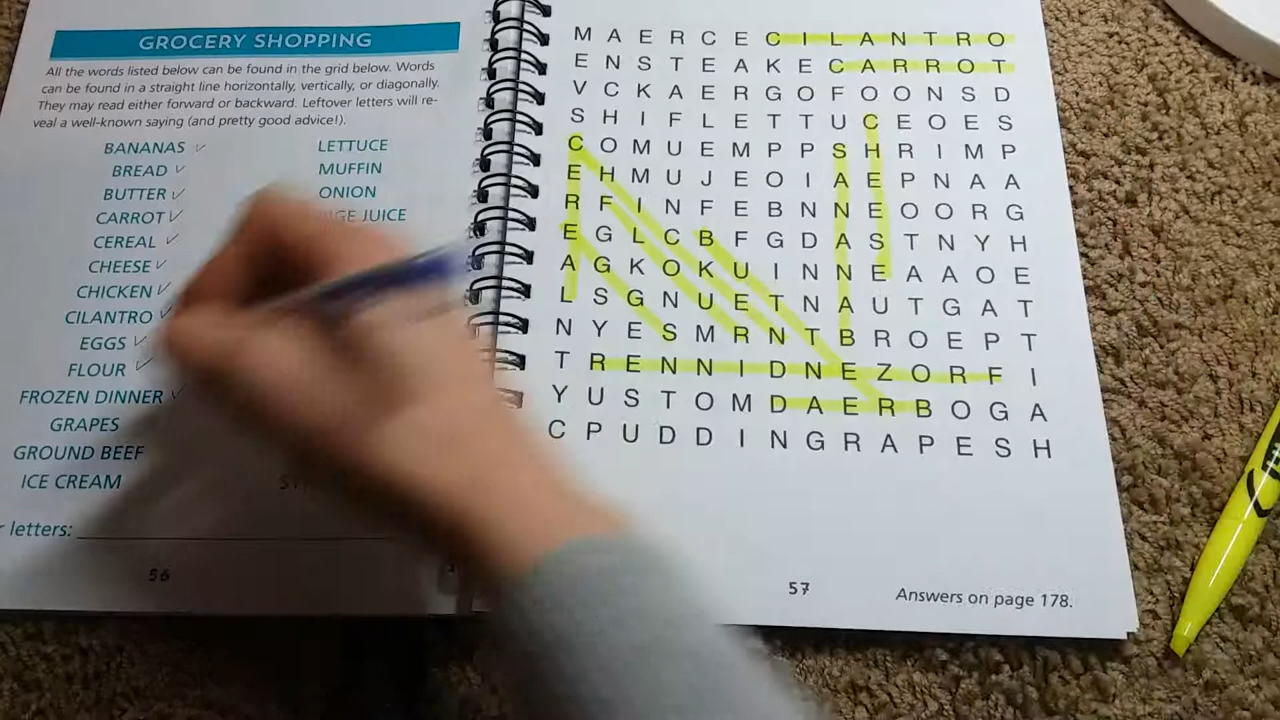 GROCERY SHOPPING
All the words listed below can be found in the grid below. Words
can be found in a straight line horizontally, vertically, or diagonally.
They may read either forward or backward. Leftover letters will re-
veal a well-known saying (and pretty good advice!).
BANANAS
BREAD
BUTTER
CARROT
CEREAL
CHEESE
CHICKEN
CILANTRO
EGGS
FLOUR
FROZEN DINNER
GRAPES
GROUND BEEF
ICE CREAM
LETTUCE
MUFFIN
ONION
JUICE
letters:
56
M A E R C E C I L A N T R O
E N S T E A K E C A R R O T
V C K A E R G O F O O N S D
S H I F L E T T U C E O E S
C O M U E M P P S H R I M P
E H M U J E O I A E P N A A
R F I N F E B N N E O O R G
E G L C B F G D A S T N Y H
A G K O K U I N N E A A O E
L S G N U E T N A U T G A T
N Y E S M R N T B R O E P T
T R E N N I D N E Z O R F I
Y U S T O M D A E R B O G A
C P U D D I N G R A P E S H
57
Answers on page 178.